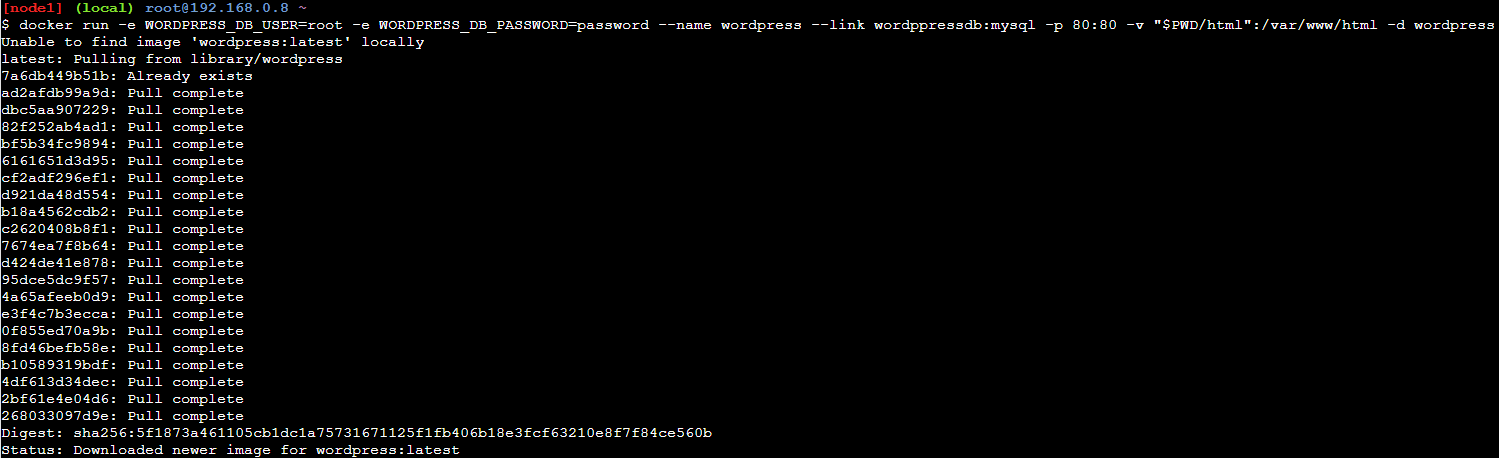 [node1] (local) root@192.168.0.8 ~
$ docker run -e WORDPRESS_DB_USER=root -e WORDPRESS_DB_PASSWORD=password --name wordpress --link wordppressdb:mysql -p 80:80 -v "$PWD/html":/var/www/html -d wordpress
Unable to find image 'wordpress:latest' locally
latest: Pulling from library/wordpress
7a6db449b51b: Already exists
ad2afdb99a9d: Pull complete
dbc5aa907229: Pull complete
82f252ab4ad1: Pull complete
bf5b34fc9894: Pull complete
6161651d3d95: Pull complete
cf2adf296ef1: Pull complete
d921da48d554: Pull complete
b18a4562cdb2: Pull complete
c2620408b8f1: Pull complete
7674ea7f8b64: Pull complete
d424de41e878: Pull complete
95dce5dc9f57: Pull complete
4a65afeeb0d9: Pull complete
e3f4c7b3ecca: Pull complete
0f855ed70a9b: Pull complete
8fd46befb58e: Pull complete
b10589319bdf: Pull complete
4df613d34dec: Pull complete
2bf61e4e04d6: Pull complete
268033097d9e: Pull complete
Digest: sha256:5f1873a461105cb1dc1a75731671125f1fb406b18e3fcf63210e8f7f84ce560b
Status: Downloaded newer image for wordpress:latest